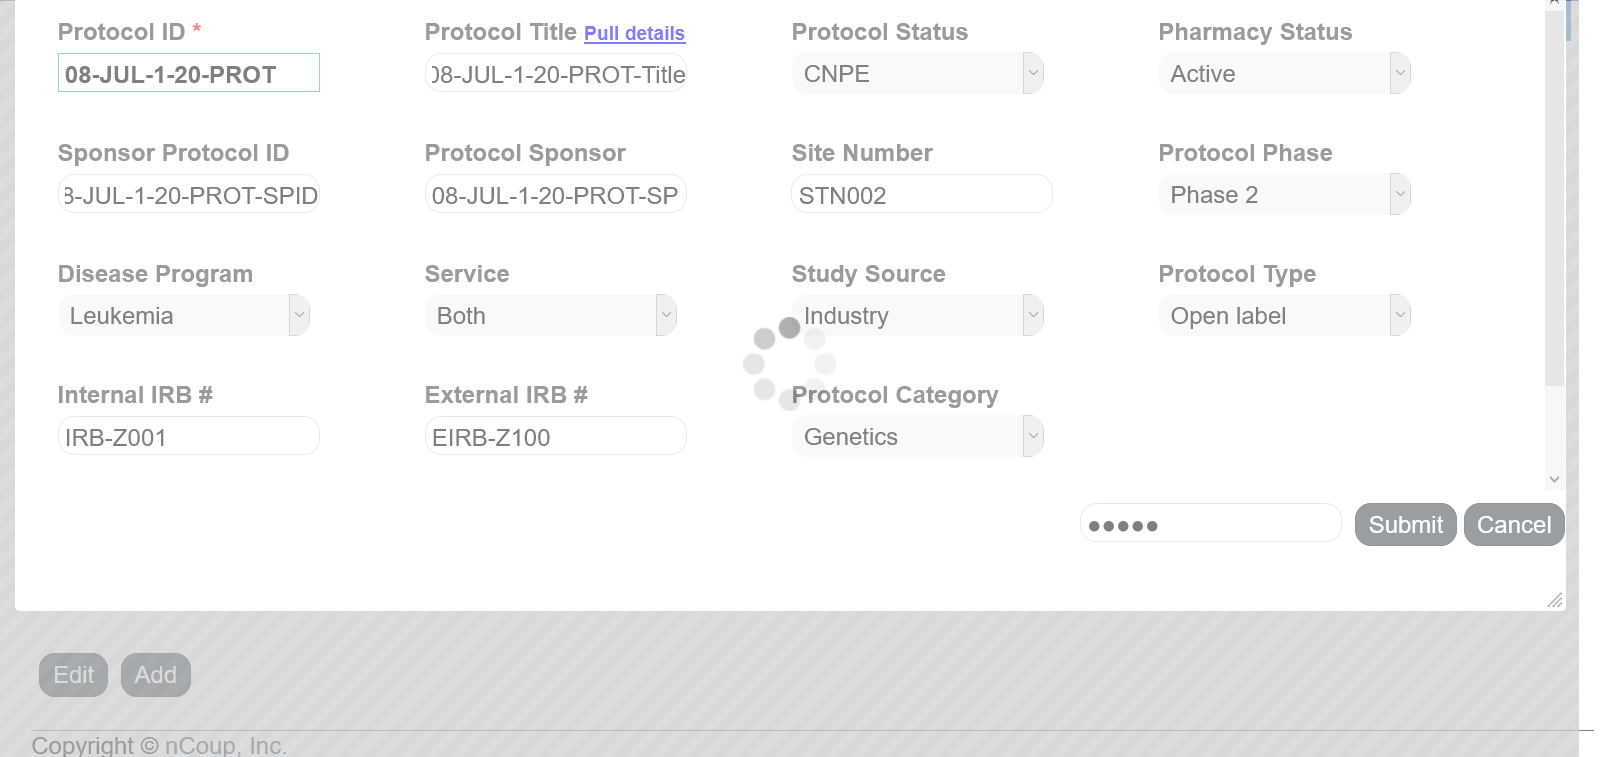 Protocol ID *
Protocol Title Pull details
Protocol Status
Pharmacy Status
08-JUL-1-20-PROT
08-JUL-1-20-PROT-Title
CNPE
Active
Sponsor Protocol ID
Protocol Sponsor
Site Number
Protocol Phase
8-JUL-1-20-PROT-SPID
08-JUL-1-20-PROT-SP
STN002
Phase 2
Disease Program
Service
Study Source
Protocol Type
Leukemia
Both
Industry
Open label
Internal IRB #
External IRB #
Protocol Category
IRB-Z001
EIRB-Z100
Genetics
●●●●●
Submit
Cancel
Edit
Add
Copyright © nCoup, Inc.